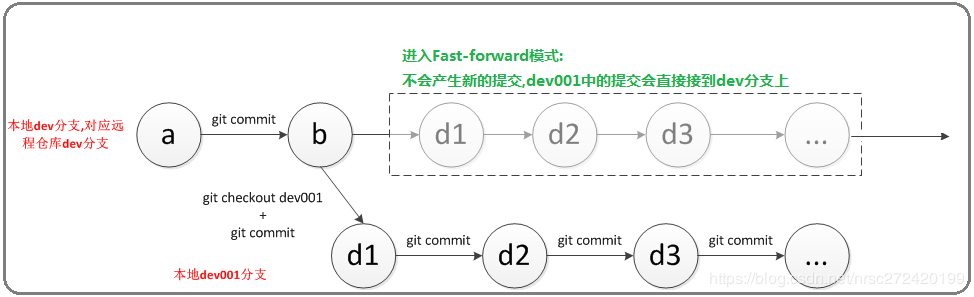 进入Fast-forward模式:
不会产生新的提交,dev001中的提交会直接接到dev分支上
本地dev分支,对应远
程仓库dev分支
a
git commit
b
d1
d2
d3
...
git checkout dev001
+
git commit
本地dev001分支
d1
git commit
d2
git commit
d3
git commit
...
https://blog.csdn.net/nrsc272420199